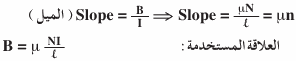 (الميل) Slope = B/I ⟹ Slope = μN/ℓ = μn
العلاقة المستخدمة: B = μ NI/ℓ